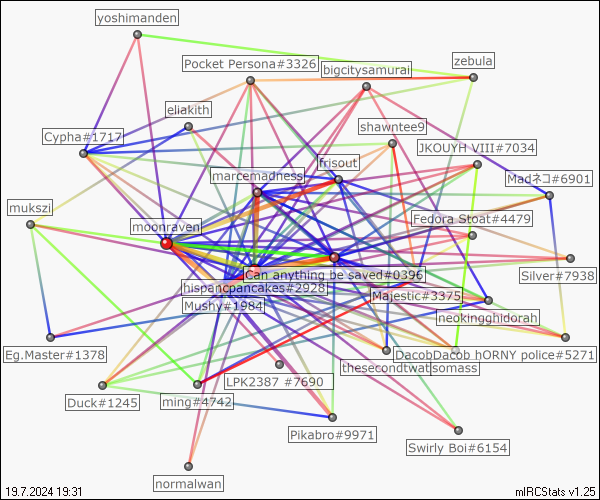 yoshimanden
zebula
Pocket Persona#3326
bigcitysamurai
eliakith
Cypha#1717
shawntee9
JKOUYH VIII#7034
frisout
marcemadness
Madネコ#6901
mukszi
Fedora Stoat#4479
moonraven
Can anything be saved#0396
Silver#7938
hispancpancakes#2928
Majestic#3375
Mushy#1984
neokingghidorah
Eg.Master#1378
DacobDacob hORNY police#5271
thesecondtwatsomass
LPK2387 #7690
Duck#1245
ming#4742
Pikabro#9971
Swirly Boi#6154
normalwan
19.7.2024 19:31
mIRCStats v1.25